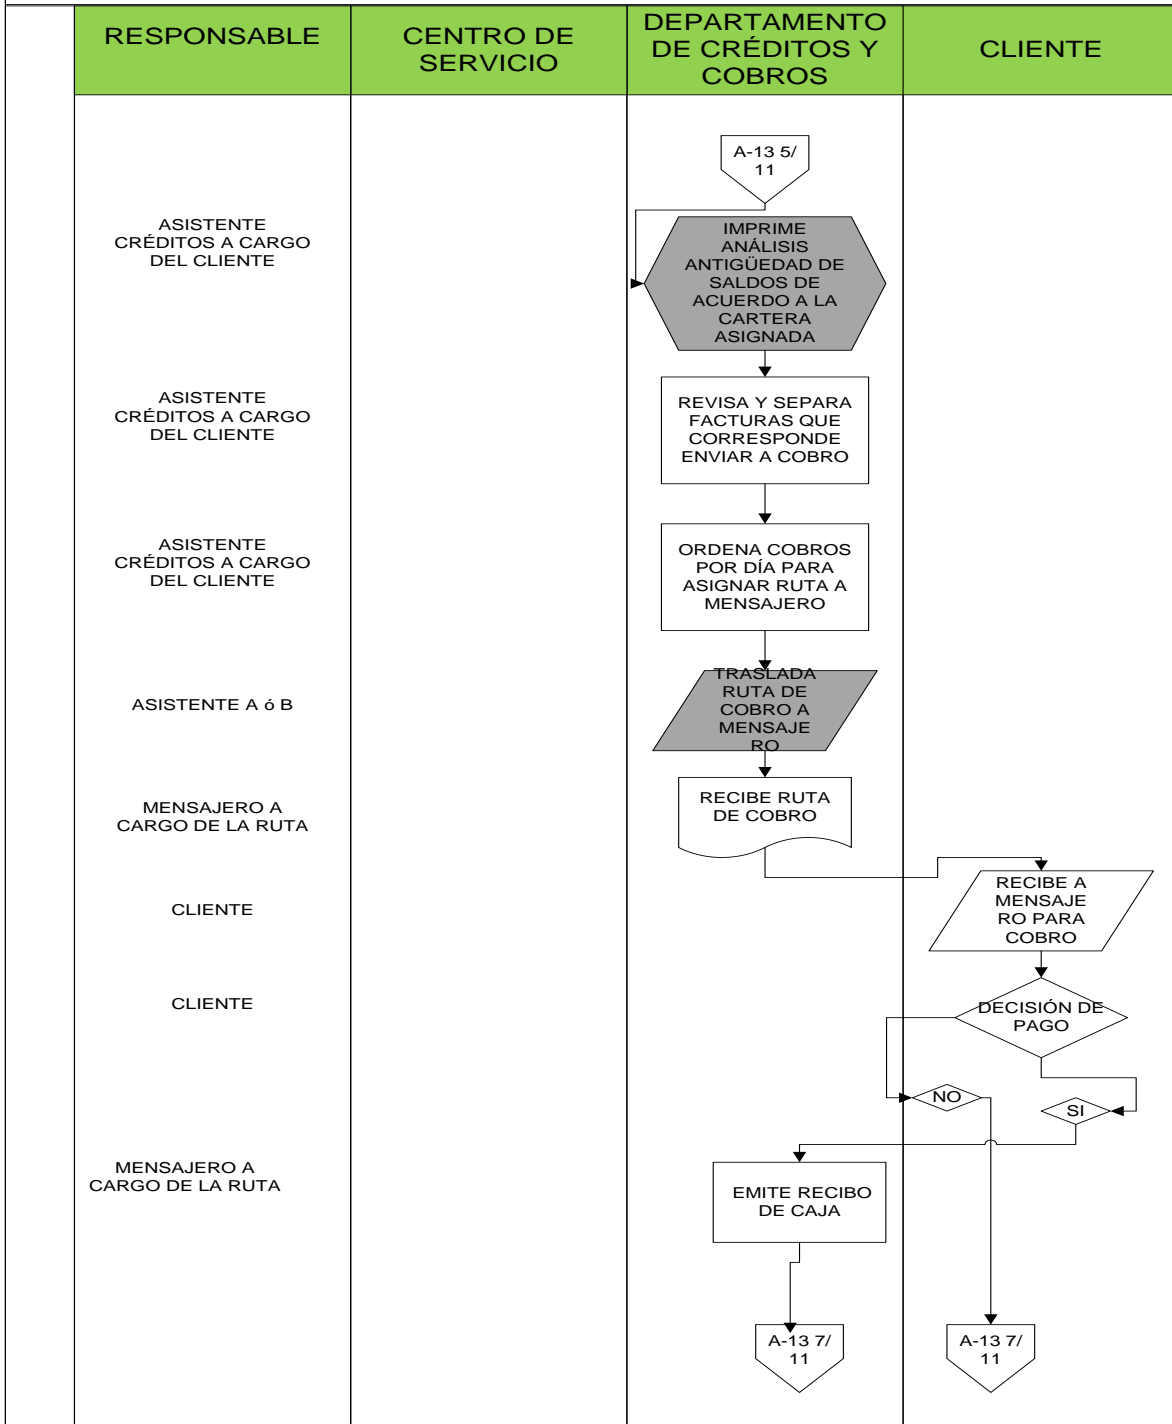 RESPONSABLE
CENTRO DE
SERVICIO
DEPARTAMENTO
DE CRÉDITOS Y
COBROS
CLIENTE
A-13 5/
11
ASISTENTE
CRÉDITOS A CARGO
DEL CLIENTE
IMPRIME
ANÁLISIS
ANTIGÜEDAD DE
SALDOS DE
ACUERDO A LA
CARTERA
ASIGNADA
ASISTENTE
CRÉDITOS A CARGO
DEL CLIENTE
REVISA Y SEPARA
FACTURAS QUE
CORRESPONDE
ENVIAR A COBRO
ASISTENTE
CRÉDITOS A CARGO
DEL CLIENTE
ORDENA COBROS
POR DÍA PARA
ASIGNAR RUTA A
MENSAJERO
ASISTENTE A ó B
TRASLADA
RUTA DE
COBRO A
MENSAJE
RO
MENSAJERO A
CARGO DE LA RUTA
RECIBE RUTA
DE COBRO
CLIENTE
RECIBE A
MENSAJE
RO PARA
COBRO
CLIENTE
DECISIÓN DE
PAGO
NO
SI
MENSAJERO A
CARGO DE LA RUTA
EMITE RECIBO
DE CAJA
A-13 7/
11
A-13 7/
11